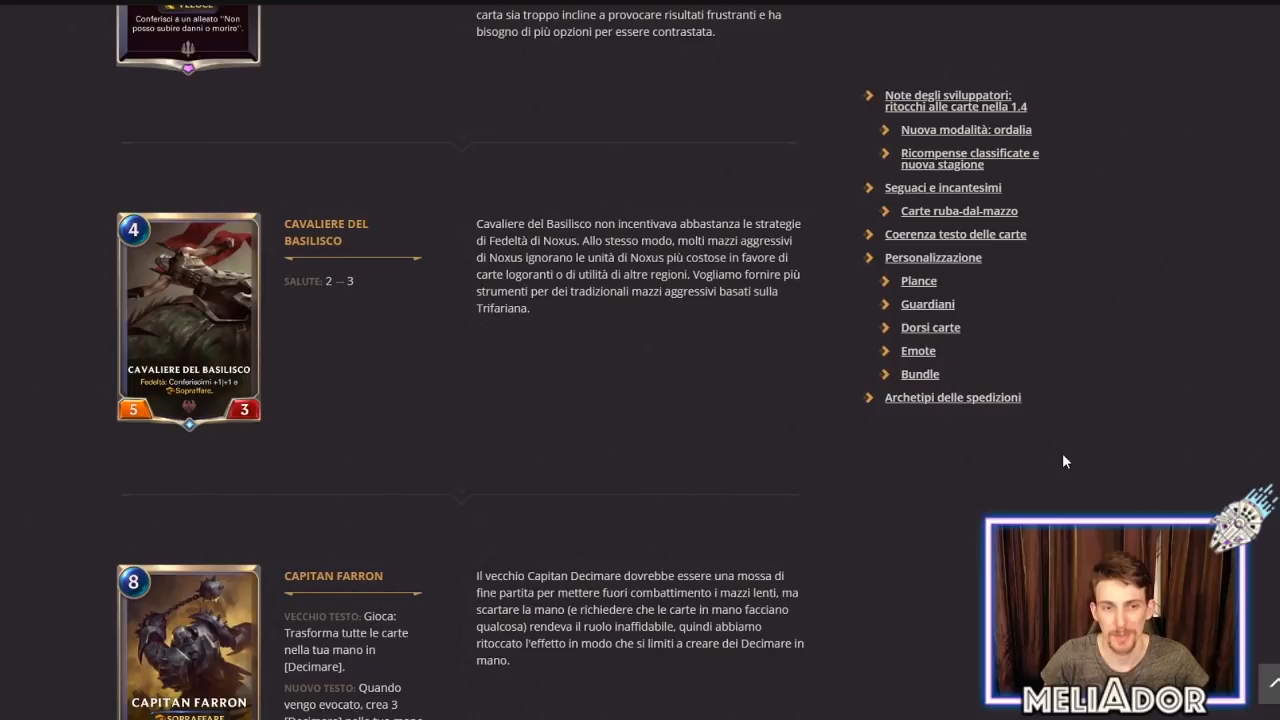 VELOCE
Conferisci a un alleato "Non
posso subire danni o morire".
carta sia troppo incline a provocare risultati frustranti e ha
bisogno di più opzioni per essere contrastata.
4
CAVALIERE DEL BASILISCO
Fedeltà: Conferiscimi +1|+1 e
Sopraffare.
5
3
CAVALIERE DEL
BASILISCO
SALUTE: 2 → 3
Cavaliere del Basilisco non incentivava abbastanza le strategie
di Fedeltà di Noxus. Allo stesso modo, molti mazzi aggressivi
di Noxus ignorano le unità di Noxus più costose in favore di
carte logoranti o di utilità di altre regioni. Vogliamo fornire più
strumenti per dei tradizionali mazzi aggressivi basati sulla
Trifariana.
8
CAPITAN FARRON
SOPRAFFARE
CAPITAN FARRON
VECCHIO TESTO: Gioca:
Trasforma tutte le carte
nella tua mano in
[Decimare].
NUOVO TESTO: Quando
vengo evocato, crea 3
[Decimare] nella tua mano
Il vecchio Capitan Decimare dovrebbe essere una mossa di
fine partita per mettere fuori combattimento i mazzi lenti, ma
scartare la mano (e richiedere che le carte in mano facciano
qualcosa) rendeva il ruolo inaffidabile, quindi abbiamo
ritoccato l'effetto in modo che si limiti a creare dei Decimare in
mano.
Note degli sviluppatori:
ritocchi alle carte nella 1.4
Nuova modalità: ordalia
Ricompense classificate e
nuova stagione
Seguaci e incantesimi
Carte ruba-dal-mazzo
Coerenza testo delle carte
Personalizzazione
Plance
Guardiani
Dorsi carte
Emote
Bundle
Archetipi delle spedizioni
MELIADOR